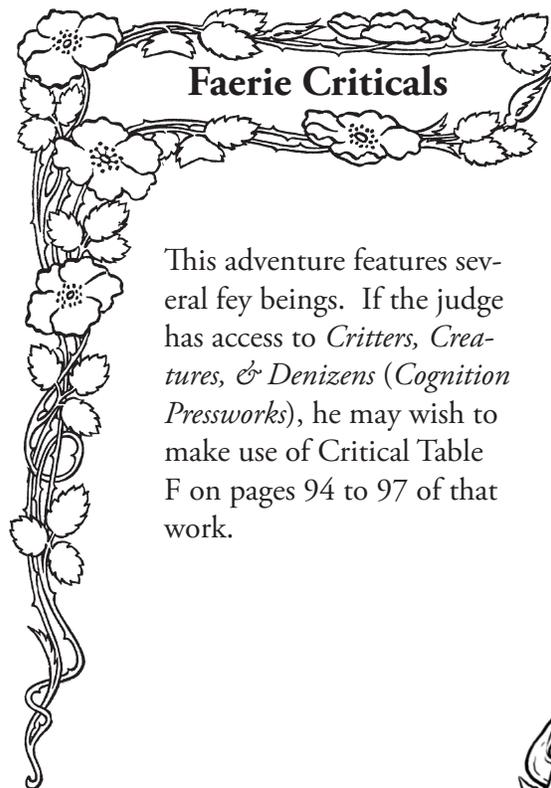 Faerie Criticals
This adventure features sev-
eral fey beings.  If the judge
has access to Critters, Crea-
tures, & Denizens (Cognition
Pressworks), he may wish to
make use of Critical Table
F on pages 94 to 97 of that
work.